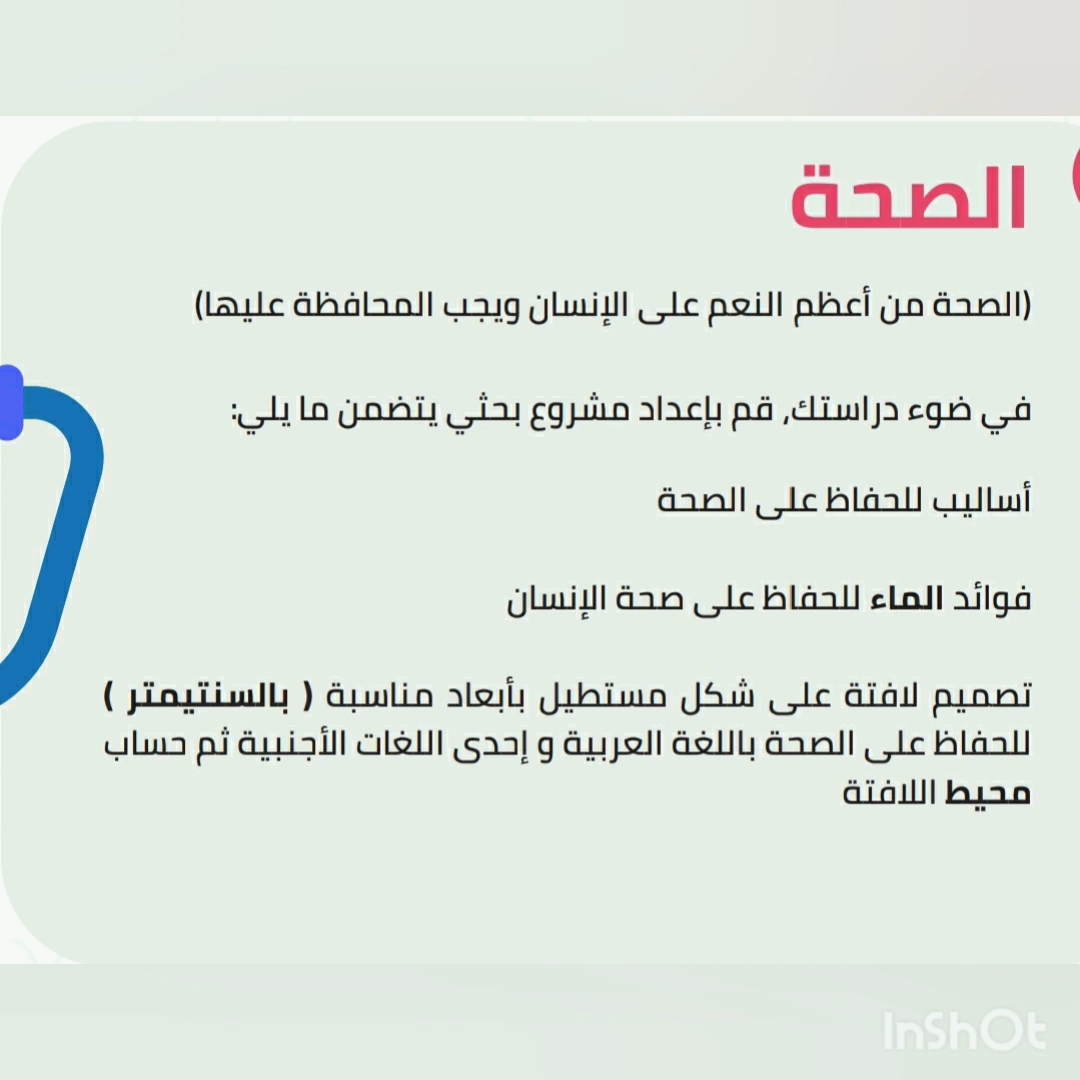 الصحة
(الصحة من أعظم النعم على الإنسان ويجب المحافظة عليها)
في ضوء دراستك, قم بإعداد مشروع بحثي يتضمن ما يلي:
أساليب للحفاظ على الصحة
فوائد الماء للحفاظ على صحة الإنسان
تصميم لافتة على شكل مستطيل بأبعاد مناسبة ( بالسنتيمتر )
للحفاظ على الصحة باللغة العربية و إحدى اللغات الأجنبية ثم حساب
محيط اللافتة
InShOt